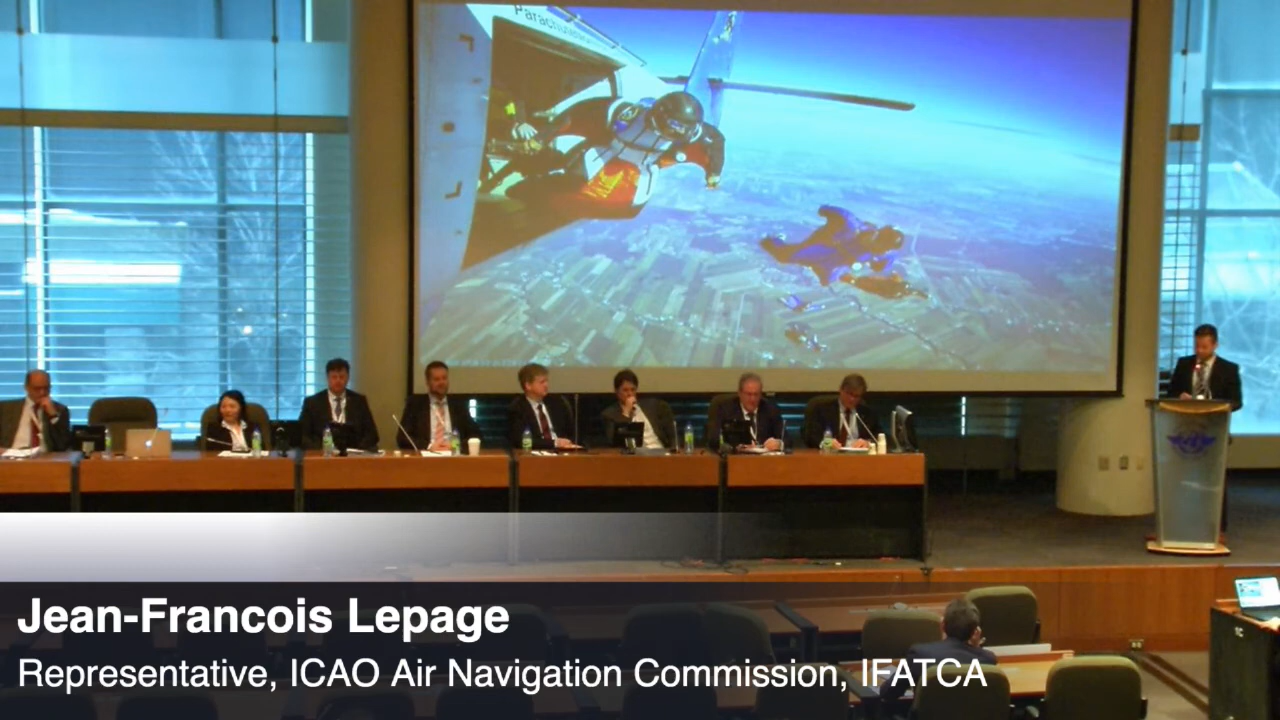 Jean-Francois Lepage
Representative, ICAO Air Navigation Commission, IFATCA